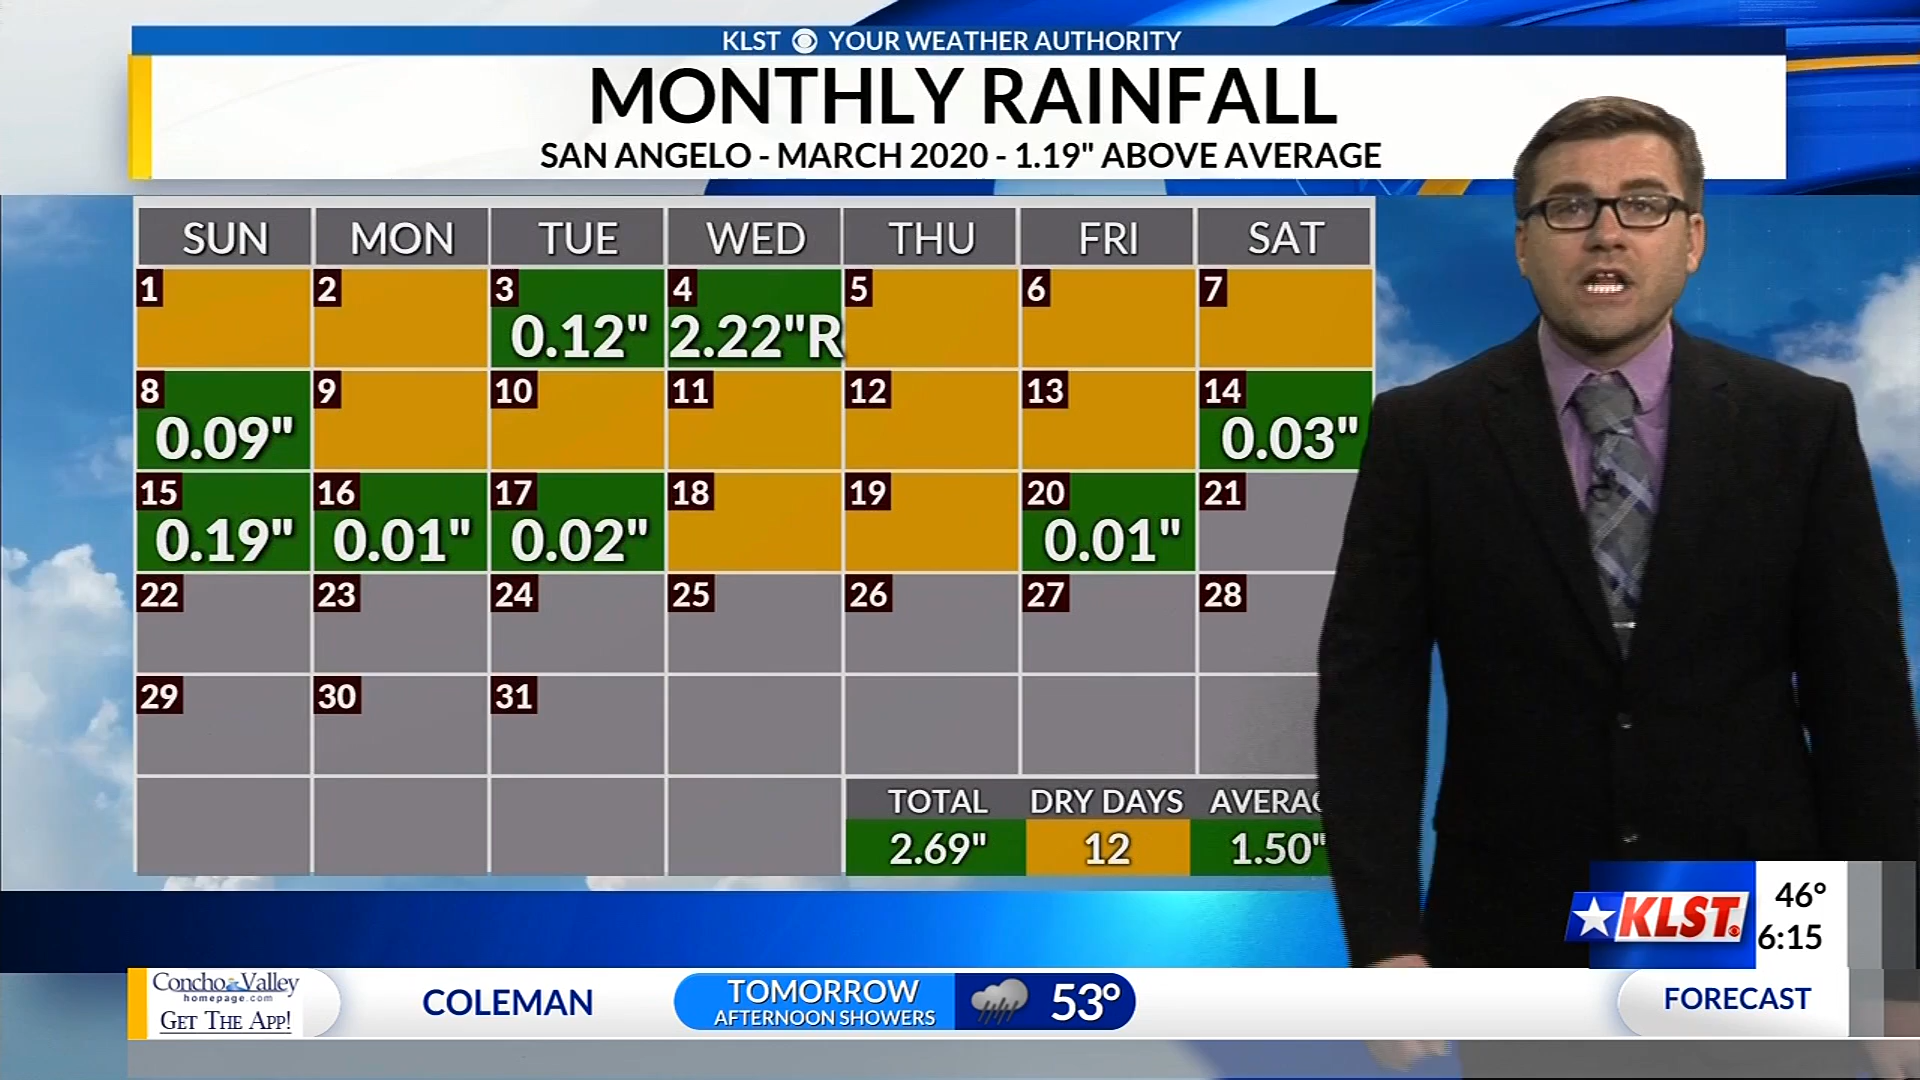 KLST YOUR WEATHER AUTHORITY
MONTHLY RAINFALL
SAN ANGELO - MARCH 2020 - 1.19" ABOVE AVERAGE
SUN MON TUE WED THU FRI SAT
1 2 3 4 5 6 7
0.12" 2.22"R
8 9 10 11 12 13 14
0.09" 0.03"
15 16 17 18 19 20 21
0.19" 0.01" 0.02" 0.01"
22 23 24 25 26 27 28
29 30 31
TOTAL DRY DAYS AVERAG
2.69" 12 1.50"
KLST
46°
6:15
Concho Valley
homepage.com
GET THE APP!
COLEMAN
TOMORROW
AFTERNOON SHOWERS
53°
FORECAST